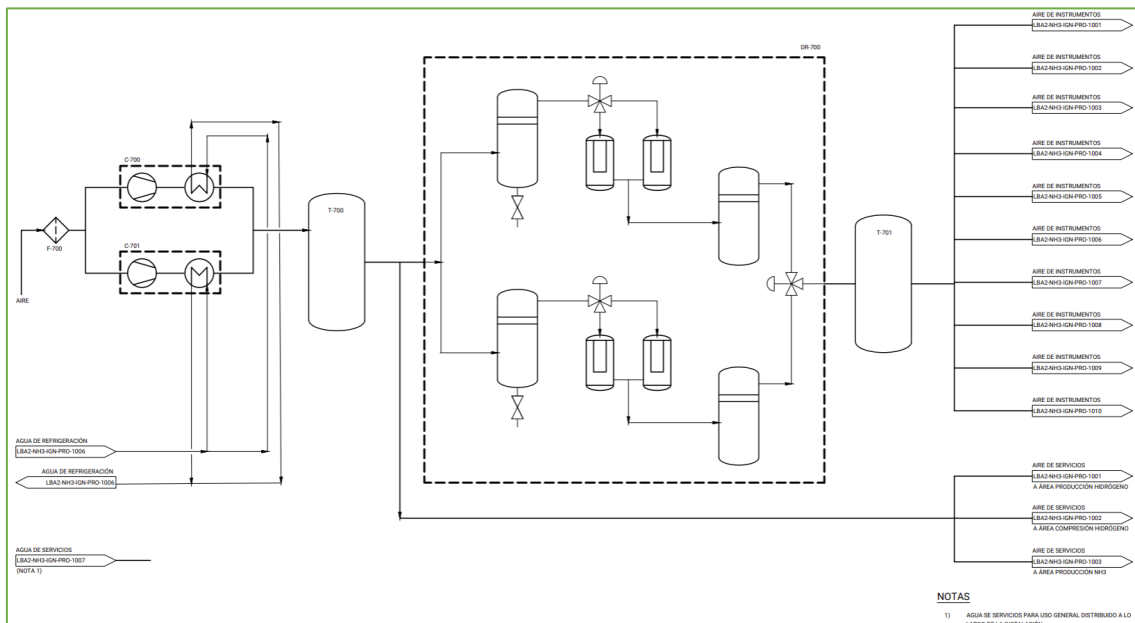 AIRE DE INSTRUMENTOS
LBA2-NH3-IGN-PRO-1001
AIRE DE INSTRUMENTOS
LBA2-NH3-IGN-PRO-1002
AIRE DE INSTRUMENTOS
LBA2-NH3-IGN-PRO-1003
AIRE DE INSTRUMENTOS
LBA2-NH3-IGN-PRO-1004
AIRE DE INSTRUMENTOS
LBA2-NH3-IGN-PRO-1005
AIRE DE INSTRUMENTOS
LBA2-NH3-IGN-PRO-1006
AIRE DE INSTRUMENTOS
LBA2-NH3-IGN-PRO-1007
AIRE DE INSTRUMENTOS
LBA2-NH3-IGN-PRO-1008
AIRE DE INSTRUMENTOS
LBA2-NH3-IGN-PRO-1009
AIRE DE INSTRUMENTOS
LBA2-NH3-IGN-PRO-1010
DR-700
C-700
T-700
F-700
C-701
T-701
AIRE
AGUA DE REFRIGERACIÓN
LBA2-NH3-IGN-PRO-1006
AGUA DE REFRIGERACIÓN
LBA2-NH3-IGN-PRO-1006
AGUA DE SERVICIOS
LBA2-NH3-IGN-PRO-1007
(NOTA 1)
AIRE DE SERVICIOS
LBA2-NH3-IGN-PRO-1001
A ÁREA PRODUCCIÓN HIDRÓGENO
AIRE DE SERVICIOS
LBA2-NH3-IGN-PRO-1002
A ÁREA COMPRESIÓN HIDRÓGENO
AIRE DE SERVICIOS
LBA2-NH3-IGN-PRO-1003
A ÁREA PRODUCCIÓN NH3
NOTAS
1) AGUA SE SERVICIOS PARA USO GENERAL DISTRIBUIDO A LO